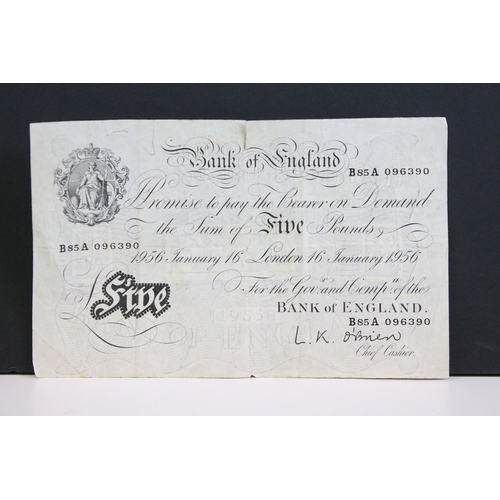 Bank of England
B85A 096390
I Promise to pay the Bearer on Demand
the Sum of Five Pounds
B85A 096390
1956 January 16 London 16 January 1956
For the Govr. and Compa. of the
£Five
BANK of ENGLAND.
B85A 096390
L. K. O'Brien
Chief Cashier.